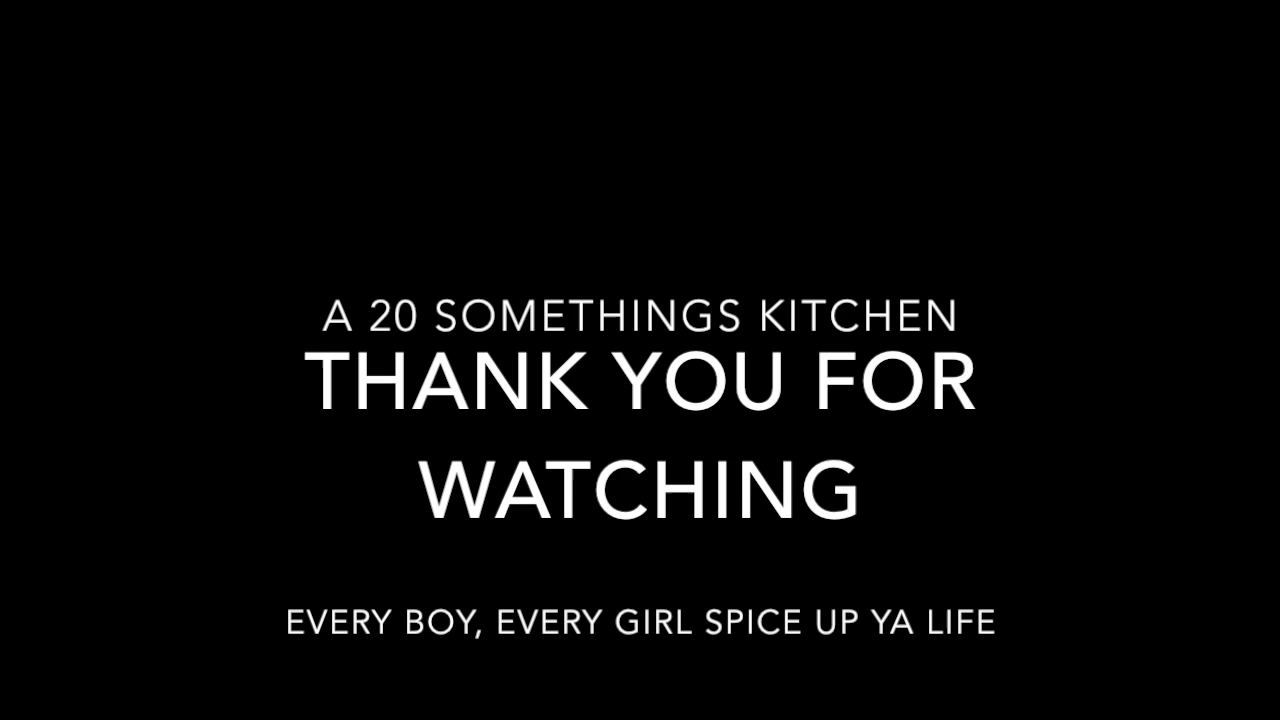 A 20 SOMETHINGS KITCHEN
THANK YOU FOR
WATCHING
EVERY BOY, EVERY GIRL SPICE UP YA LIFE